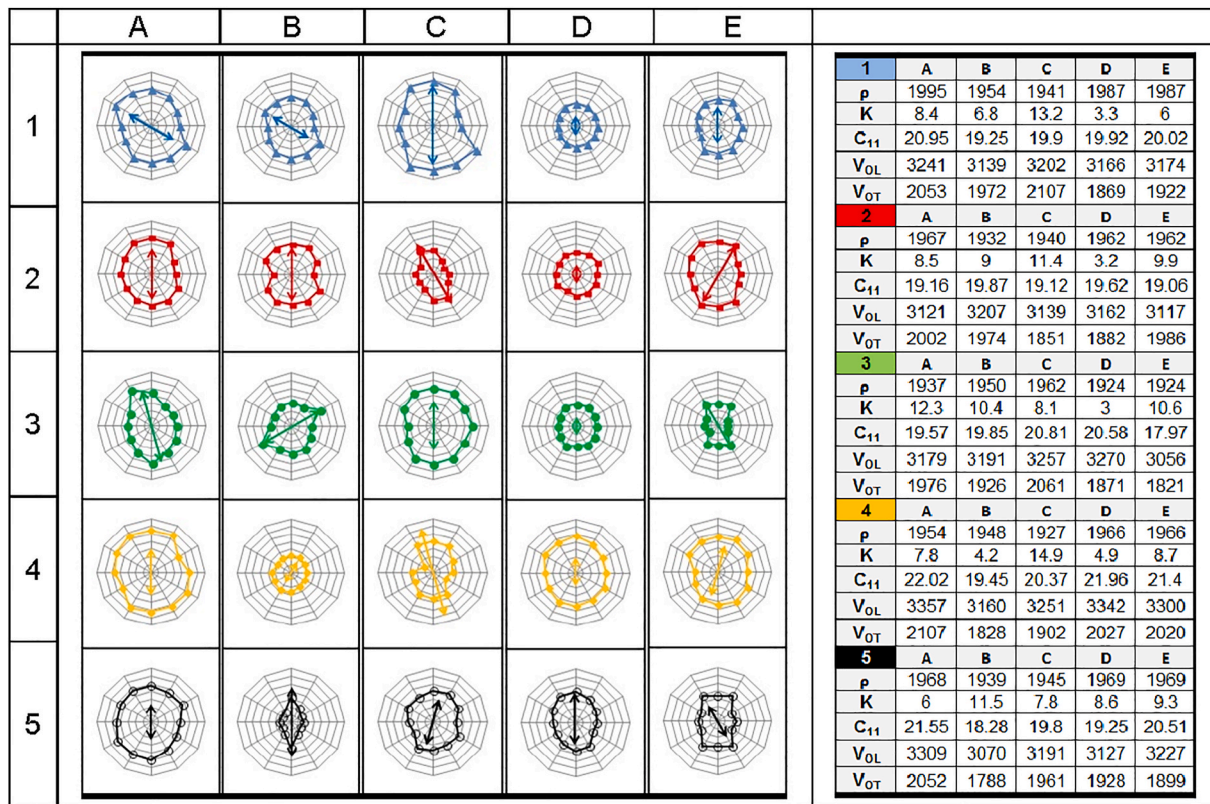 A B C D E
1
2
3
4
5
1 A B C D E
ρ 1995 1954 1941 1987 1987
K 8.4 6.8 13.2 3.3 6
C11 20.95 19.25 19.9 19.92 20.02
VOL 3241 3139 3202 3166 3174
VOT 2053 1972 2107 1869 1922
2 A B C D E
ρ 1967 1932 1940 1962 1962
K 8.5 9 11.4 3.2 9.9
C11 19.16 19.87 19.12 19.62 19.06
VOL 3121 3207 3139 3162 3117
VOT 2002 1974 1851 1882 1986
3 A B C D E
ρ 1937 1950 1962 1924 1924
K 12.3 10.4 8.1 3 10.6
C11 19.57 19.85 20.81 20.58 17.97
VOL 3179 3191 3257 3270 3056
VOT 1976 1926 2061 1871 1821
4 A B C D E
ρ 1954 1948 1927 1966 1966
K 7.8 4.2 14.9 4.9 8.7
C11 22.02 19.45 20.37 21.96 21.4
VOL 3357 3160 3251 3342 3300
VOT 2107 1828 1902 2027 2020
5 A B C D E
ρ 1968 1939 1945 1969 1969
K 6 11.5 7.8 8.6 9.3
C11 21.55 18.28 19.8 19.25 20.51
VOL 3309 3070 3191 3127 3227
VOT 2052 1788 1961 1928 1899